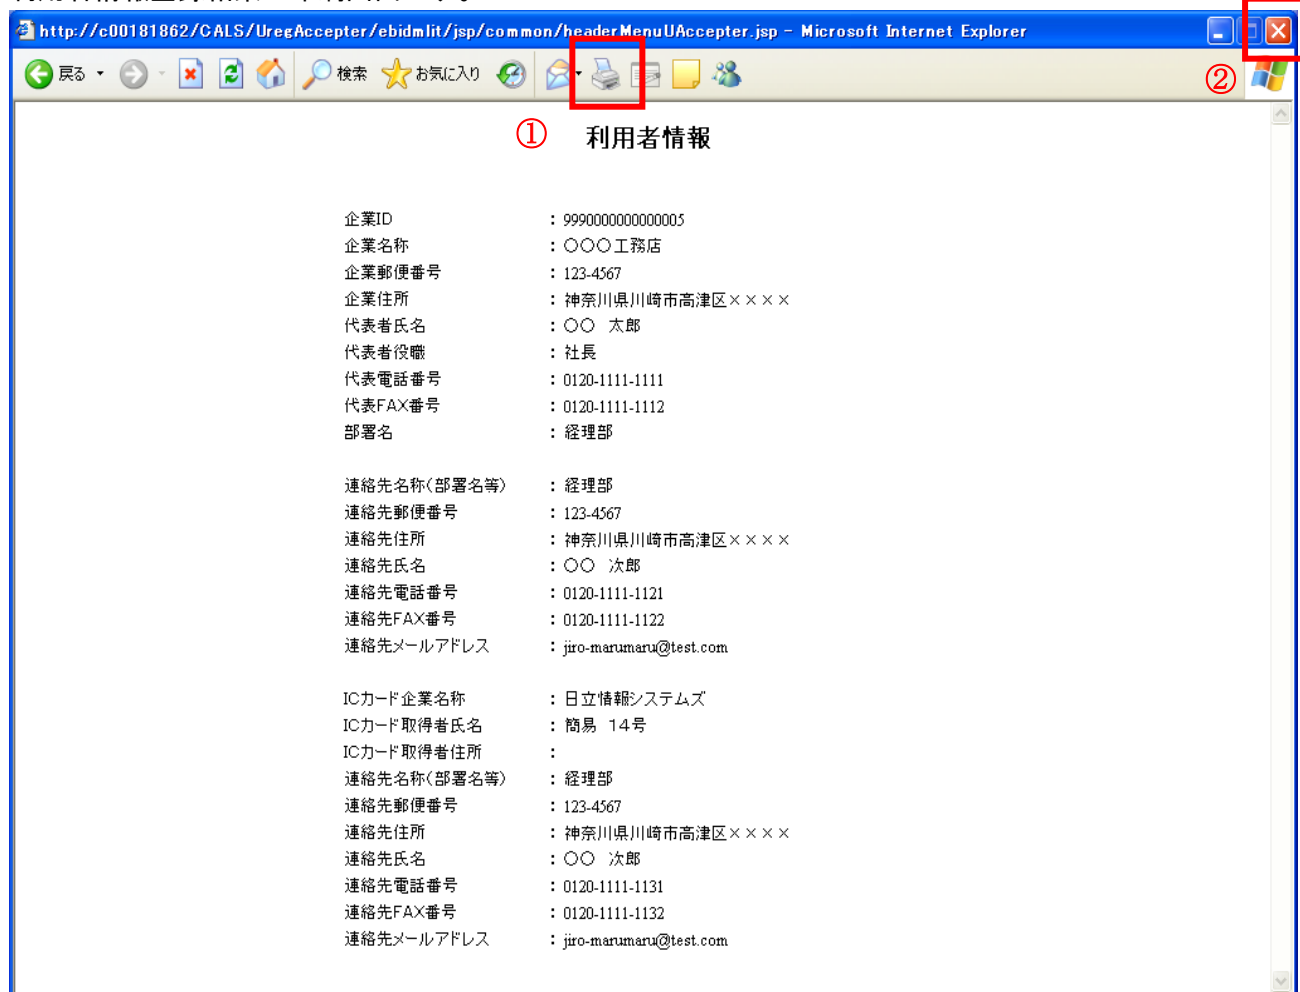 http://c00181862/CALS/UregAccepter/ebidmlit/jsp/common/headerMenuUAccepter.jsp - Microsoft Internet Explorer
戻る 検索 お気に入り
②
① 利用者情報
企業ID : 9990000000000005
企業名称 : 〇〇〇工務店
企業郵便番号 : 123-4567
企業住所 : 神奈川県川崎市高津区××××
代表者氏名 : 〇〇 太郎
代表者役職 : 社長
代表電話番号 : 0120-1111-1111
代表FAX番号 : 0120-1111-1112
部署名 : 経理部
連絡先名称(部署名等) : 経理部
連絡先郵便番号 : 123-4567
連絡先住所 : 神奈川県川崎市高津区××××
連絡先氏名 : 〇〇 次郎
連絡先電話番号 : 0120-1111-1121
連絡先FAX番号 : 0120-1111-1122
連絡先メールアドレス : jiro-marumaru@test.com
ICカード企業名称 : 日立情報システムズ
ICカード取得者氏名 : 簡易 14号
ICカード取得者住所 :
連絡先名称(部署名等) : 経理部
連絡先郵便番号 : 123-4567
連絡先住所 : 神奈川県川崎市高津区××××
連絡先氏名 : 〇〇 次郎
連絡先電話番号 : 0120-1111-1131
連絡先FAX番号 : 0120-1111-1132
連絡先メールアドレス : jiro-marumaru@test.com